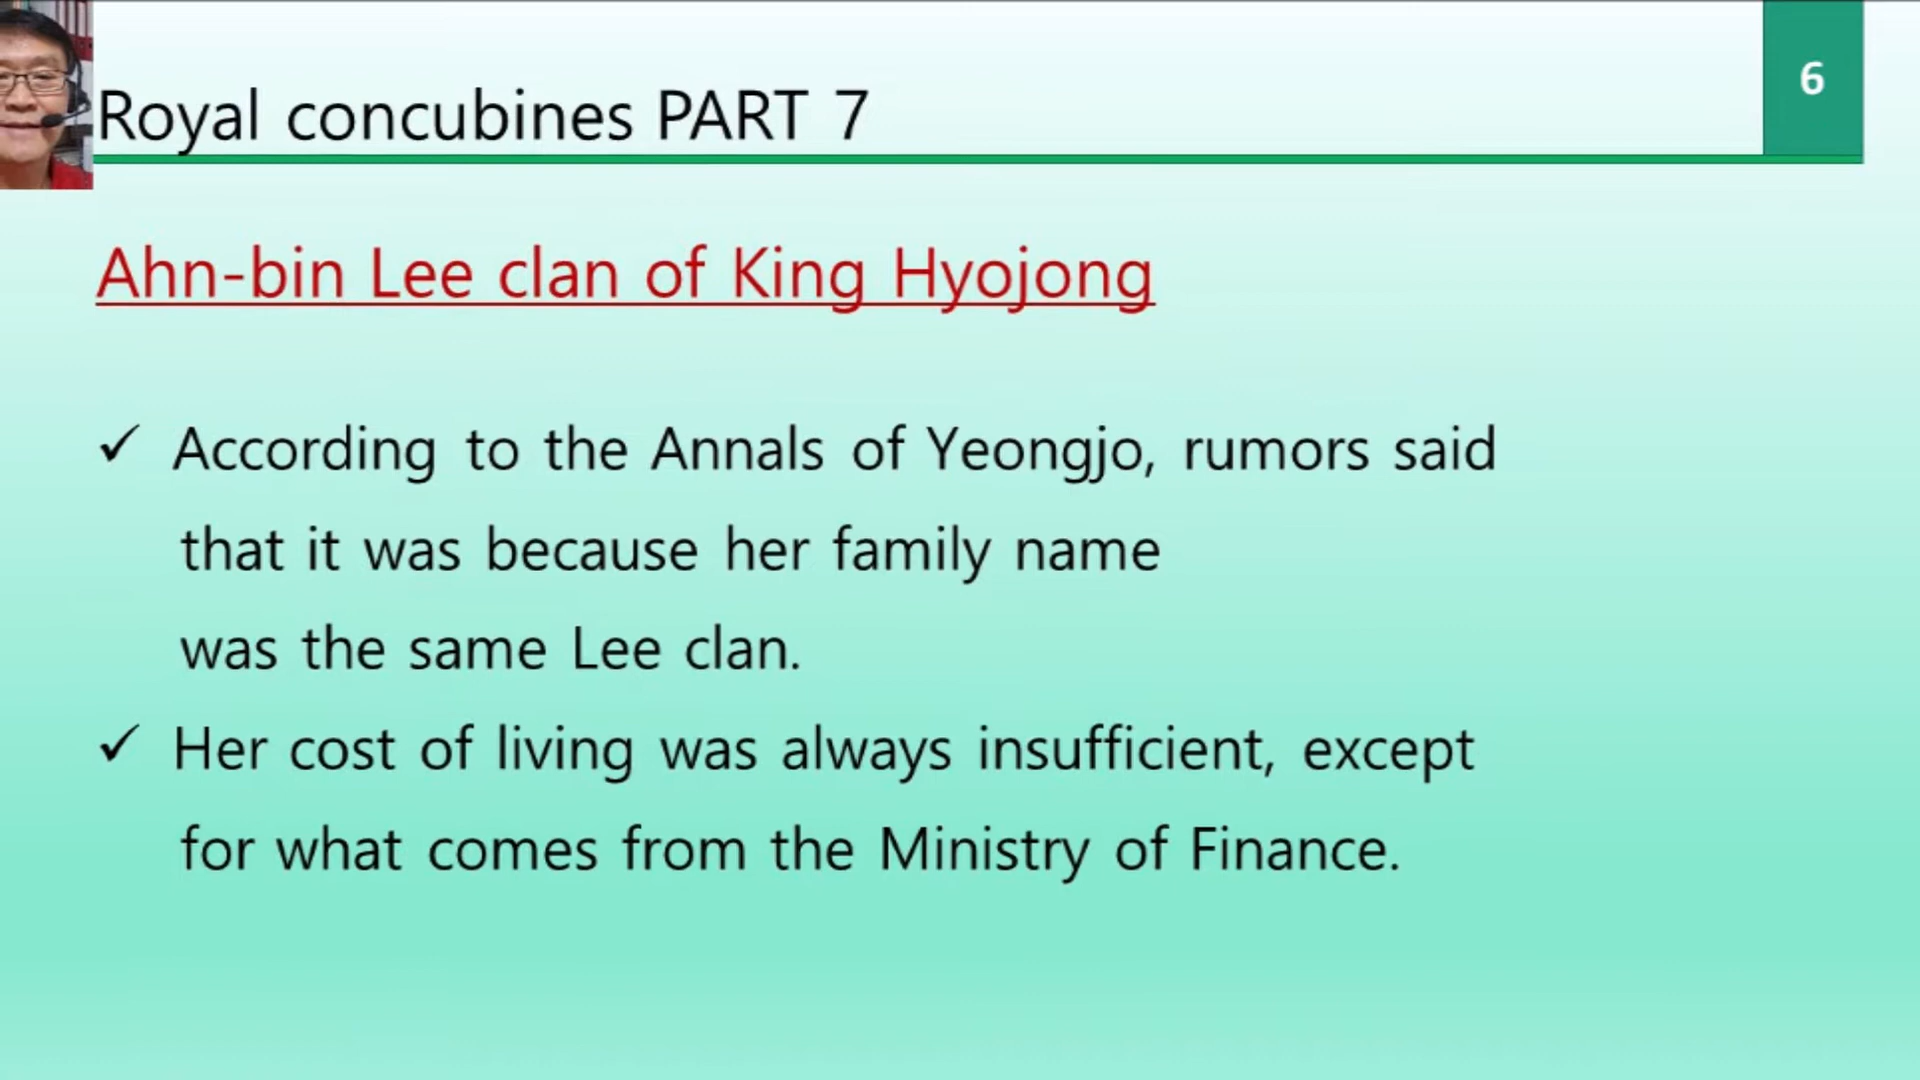 6
Royal concubines PART 7
Ahn-bin Lee clan of King Hyojong
✓ According to the Annals of Yeongjo, rumors said
that it was because her family name
was the same Lee clan.
✓ Her cost of living was always insufficient, except
for what comes from the Ministry of Finance.